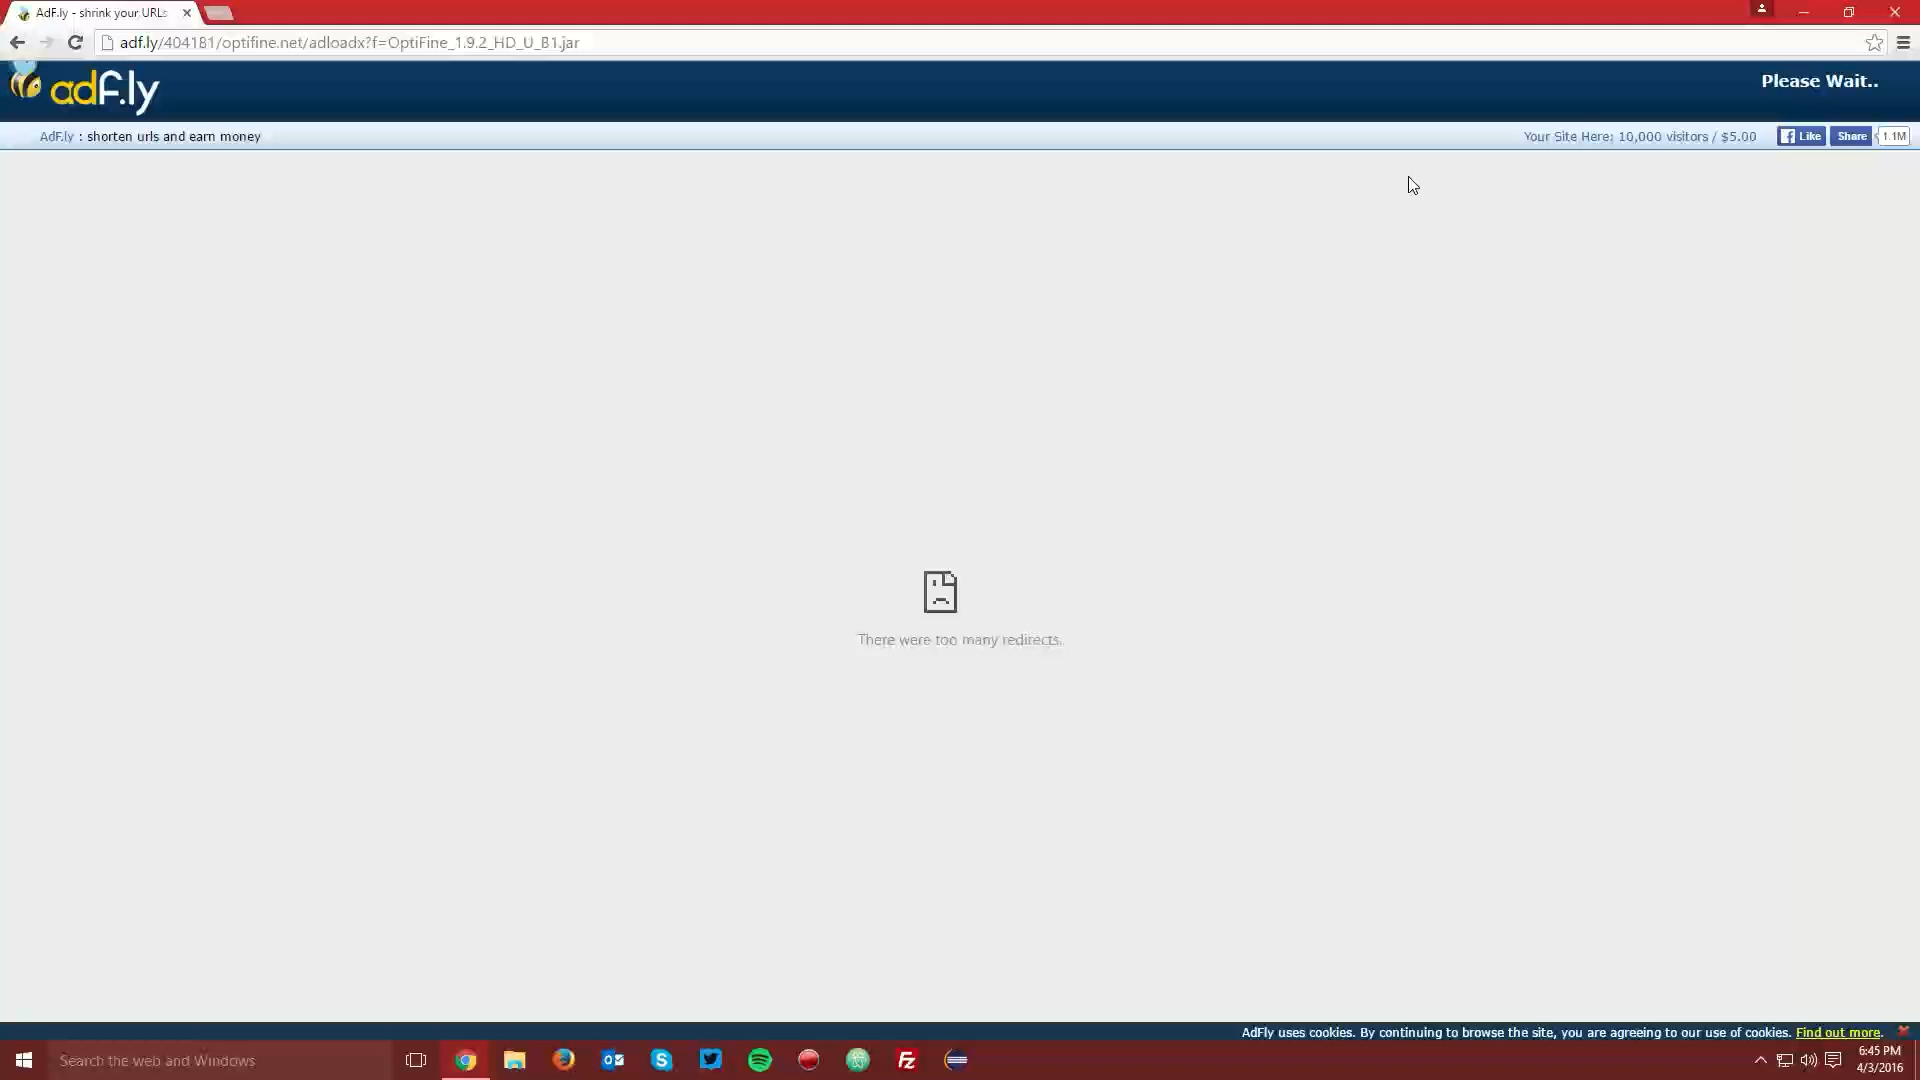 AdF.ly - shrink your URLs
adf.ly/404181/optifine.net/adloadx?f=OptiFine_1.9.2_HD_U_B1.jar
adf.ly
Please Wait..
AdF.ly : shorten urls and earn money
Your Site Here: 10,000 visitors / $5.00
Like
Share
1.1M
There were too many redirects.
AdFly uses cookies. By continuing to browse the site, you are agreeing to our use of cookies. Find out more.
Search the web and Windows
6:45 PM
4/3/2016